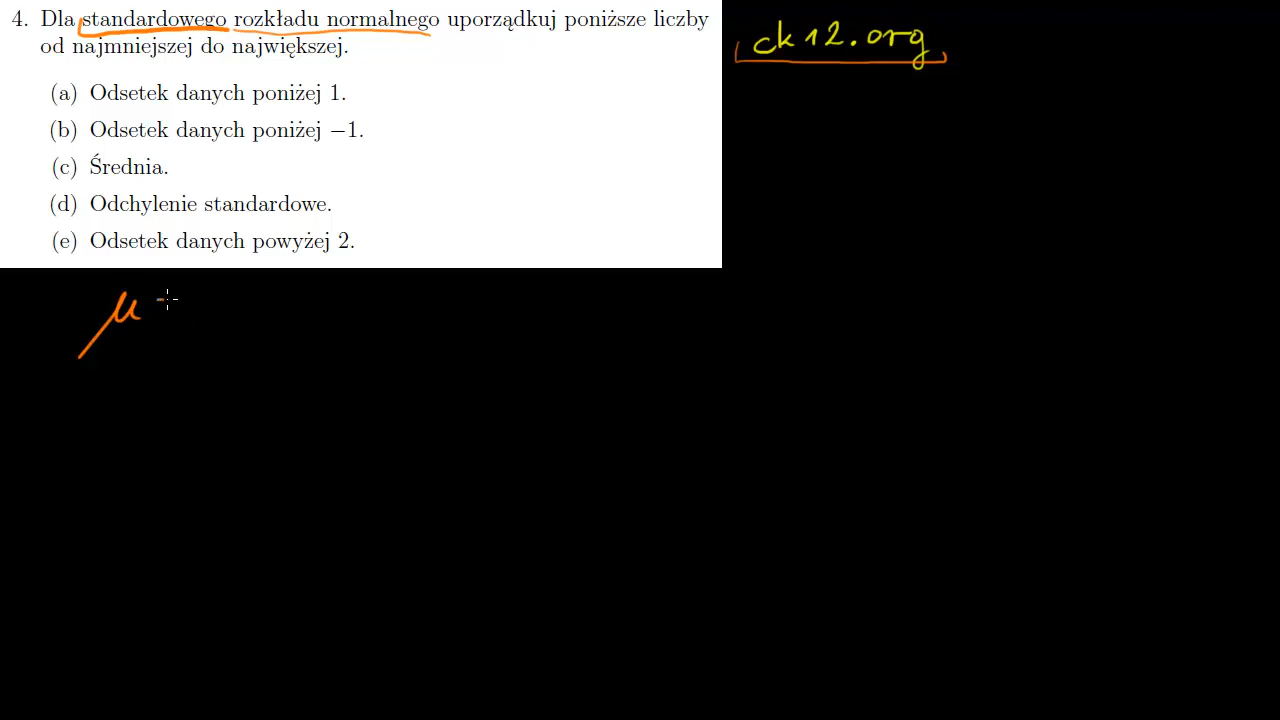 4. Dla standardowego rozkładu normalnego uporządkuj poniższe liczby
od najmniejszej do największej.
(a) Odsetek danych poniżej 1.
(b) Odsetek danych poniżej −1.
(c) Średnia.
(d) Odchylenie standardowe.
(e) Odsetek danych powyżej 2.
ck12.org
μ